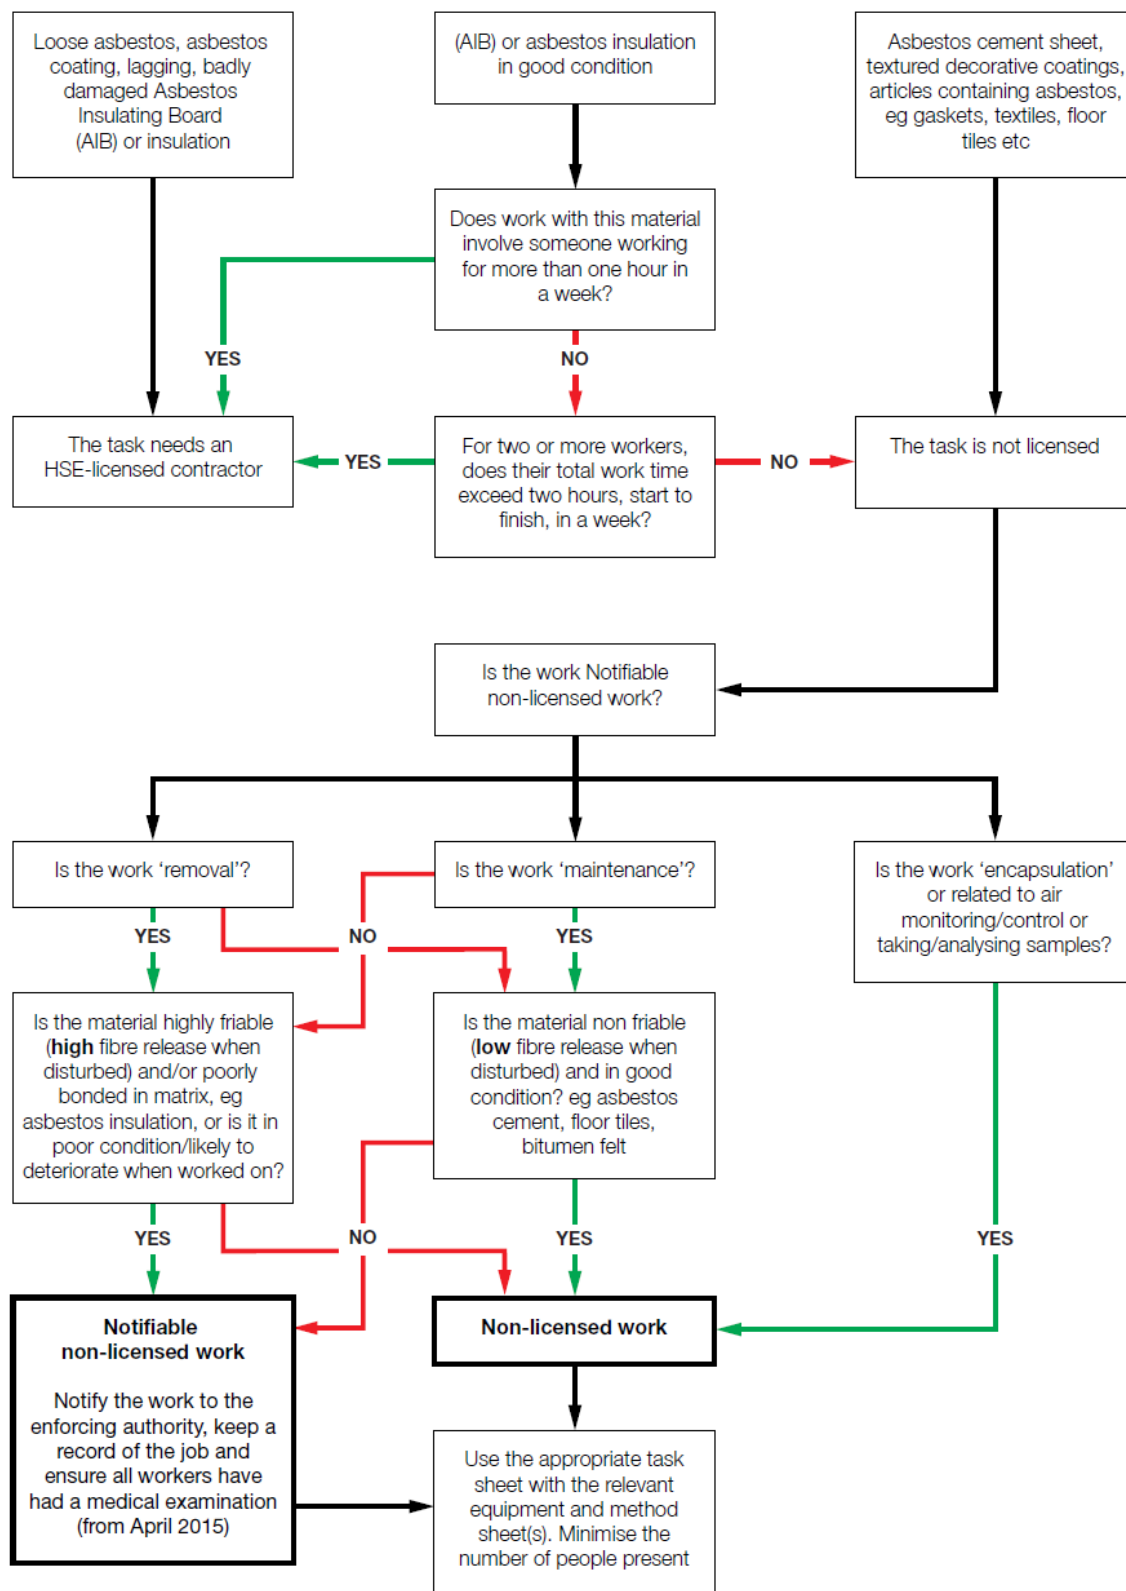 Loose asbestos, asbestos
coating, lagging, badly
damaged Asbestos
Insulating Board
(AIB) or insulation
(AIB) or asbestos insulation
in good condition
Asbestos cement sheet,
textured decorative coatings,
articles containing asbestos,
eg gaskets, textiles, floor
tiles etc
Does work with this material
involve someone working
for more than one hour in
a week?
YES
NO
The task needs an
HSE-licensed contractor
YES
For two or more workers,
does their total work time
exceed two hours, start to
finish, in a week?
NO
The task is not licensed
Is the work Notifiable
non-licensed work?
Is the work ‘removal’?
Is the work ‘maintenance’?
Is the work ‘encapsulation’
or related to air
monitoring/control or
taking/analysing samples?
YES
NO
YES
Is the material highly friable
(high fibre release when
disturbed) and/or poorly
bonded in matrix, eg
asbestos insulation, or is it in
poor condition/likely to
deteriorate when worked on?
Is the material non friable
(low fibre release when
disturbed) and in good
condition? eg asbestos
cement, floor tiles,
bitumen felt
YES
NO
YES
YES
Notifiable
non-licensed work
Notify the work to the
enforcing authority, keep a
record of the job and
ensure all workers have
had a medical examination
(from April 2015)
Non-licensed work
Use the appropriate task
sheet with the relevant
equipment and method
sheet(s). Minimise the
number of people present